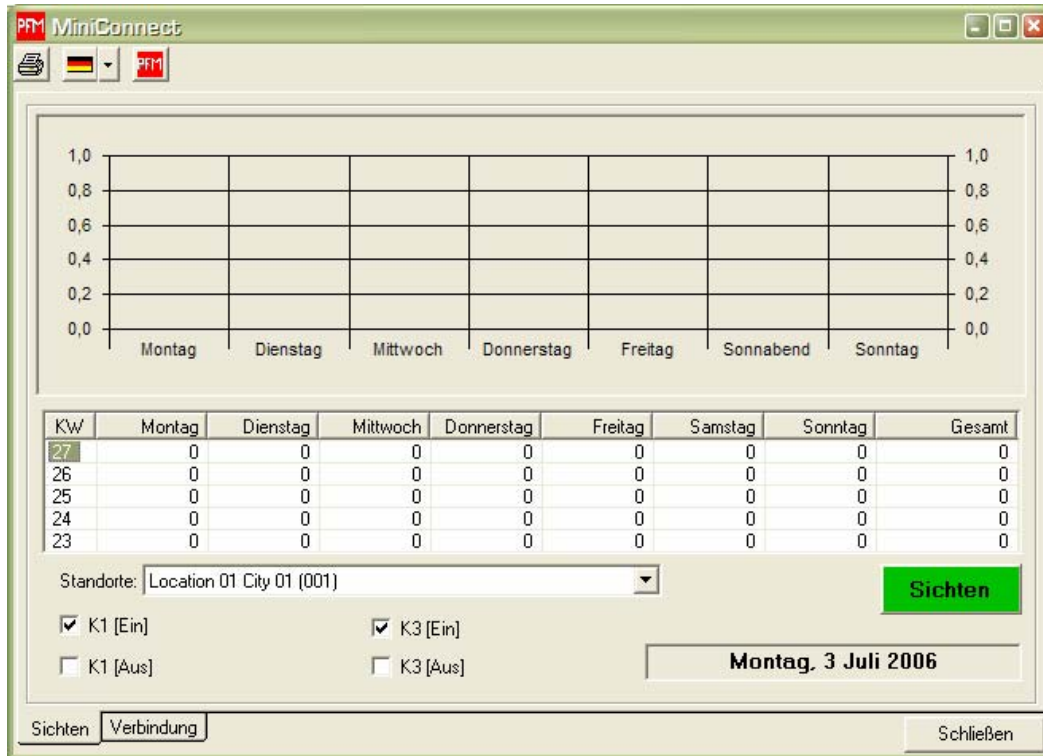 PFM MiniConnect
PFM
1,0 1,0
0,8 0,8
0,6 0,6
0,4 0,4
0,2 0,2
0,0 0,0
Montag Dienstag Mittwoch Donnerstag Freitag Sonnabend Sonntag
KW Montag Dienstag Mittwoch Donnerstag Freitag Samstag Sonntag Gesamt
27 0 0 0 0 0 0 0 0
26 0 0 0 0 0 0 0 0
25 0 0 0 0 0 0 0 0
24 0 0 0 0 0 0 0 0
23 0 0 0 0 0 0 0 0
Standorte: Location 01 City 01 (001)
Sichten
K1 [Ein] K3 [Ein]
K1 [Aus] K3 [Aus]
Montag, 3 Juli 2006
Sichten Verbindung
Schließen